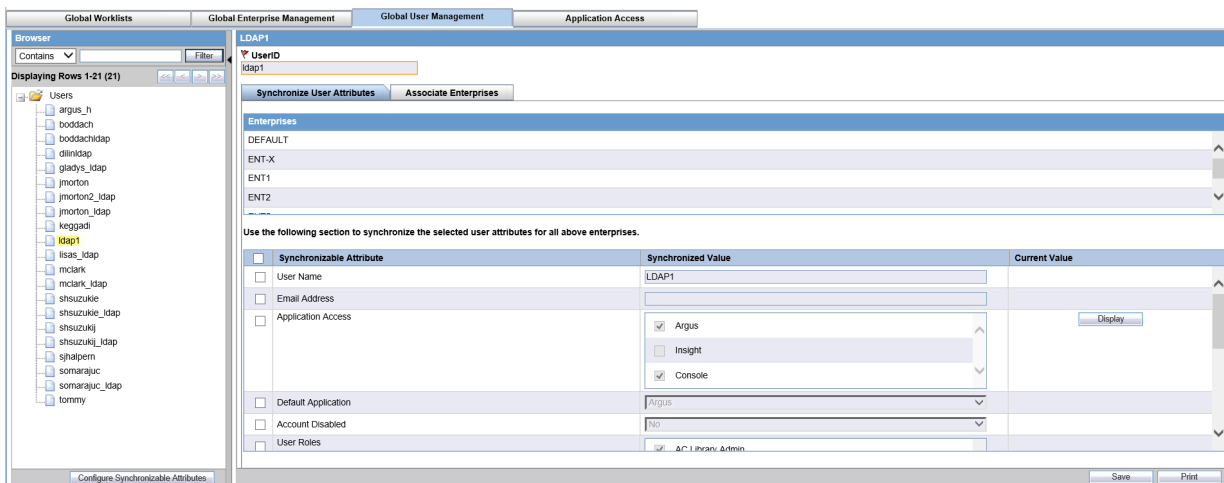 Global Worklists Global Enterprise Management Global User Management Application Access
Browser
Contains Filter
Displaying Rows 1-21 (21) << < > >>
Users
argus_h
boddach
boddachldap
dilinldap
gladys_ldap
jmorton
jmorton2_ldap
jmorton_ldap
keggadi
ldap1
lisas_ldap
mclark
mclark_ldap
shsuzukie
shsuzukie_ldap
shsuzukij
shsuzukij_ldap
sjhalpern
somarajuc
somarajuc_ldap
tommy
Configure Synchronizable Attributes
LDAP1
UserID
ldap1
Synchronize User Attributes Associate Enterprises
Enterprises
DEFAULT
ENT-X
ENT1
ENT2
Use the following section to synchronize the selected user attributes for all above enterprises.
Synchronizable Attribute Synchronized Value Current Value
User Name LDAP1
Email Address
Application Access Argus Display
Insight
Console
Default Application Argus
Account Disabled No
User Roles AC Library Admin
Save Print